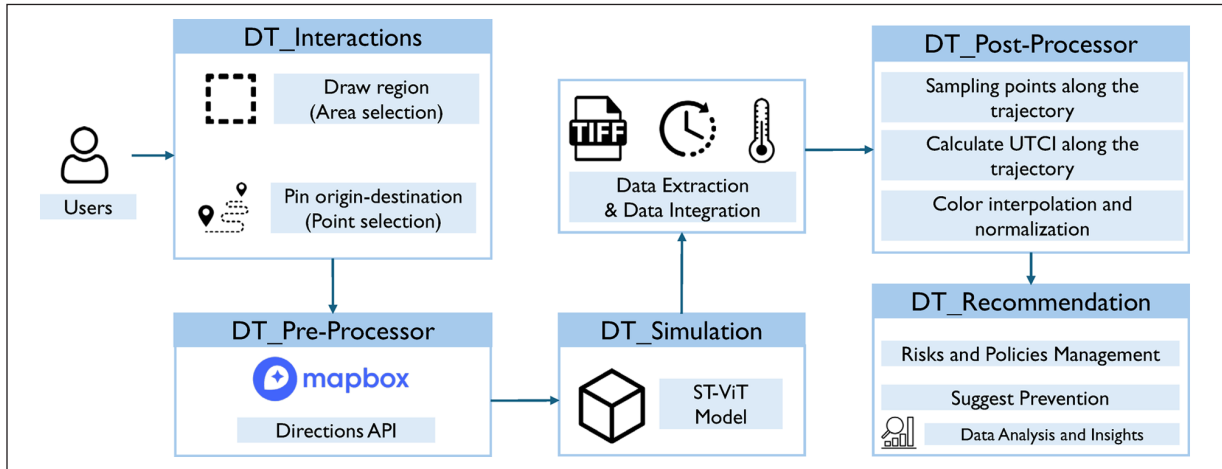 Users
DT_Interactions
Draw region
(Area selection)
Pin origin-destination
(Point selection)
DT_Pre-Processor
mapbox
Directions API
DT_Simulation
ST-ViT
Model
TIFF
Data Extraction
& Data Integration
DT_Post-Processor
Sampling points along the
trajectory
Calculate UTCI along the
trajectory
Color interpolation and
normalization
DT_Recommendation
Risks and Policies Management
Suggest Prevention
Data Analysis and Insights